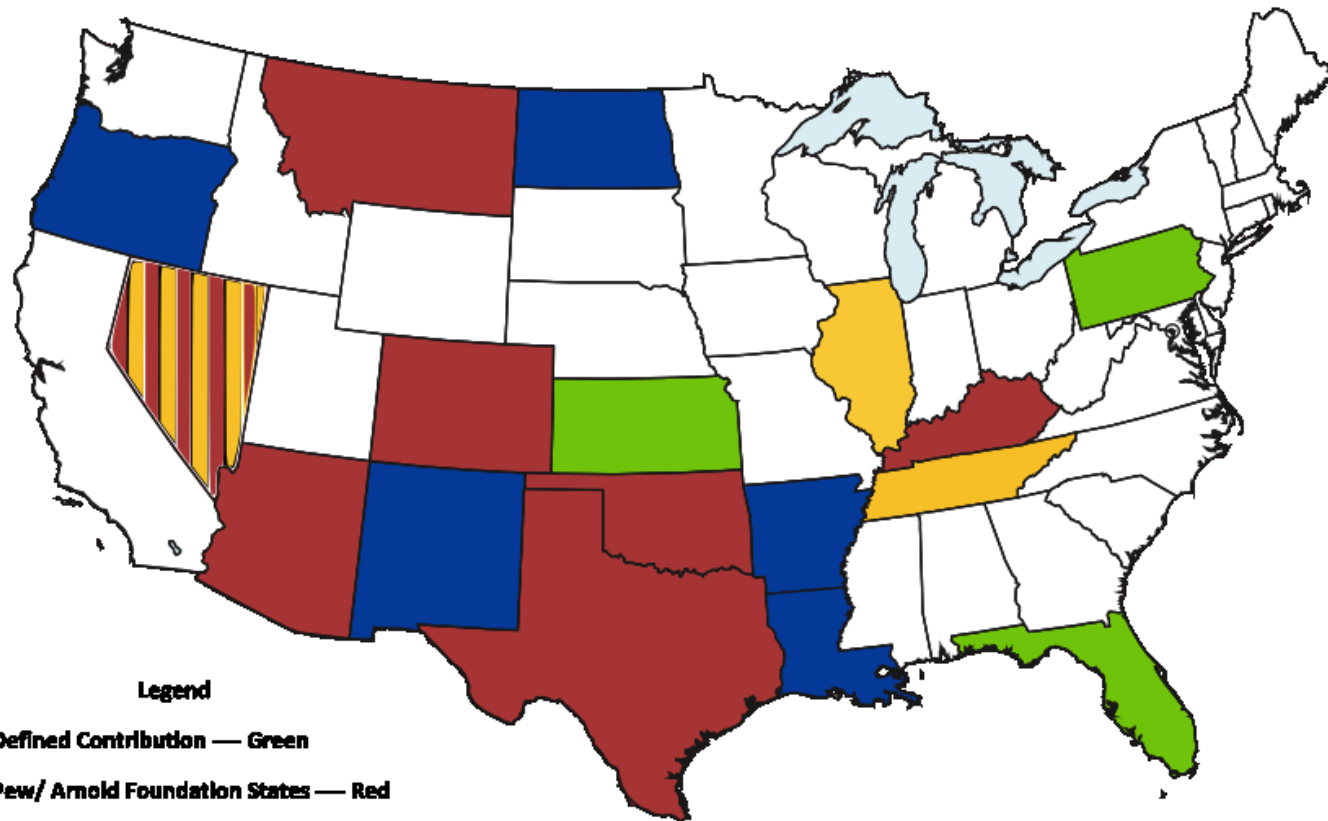 Legend
Defined Contribution — Green
Pew/ Arnold Foundation States — Red